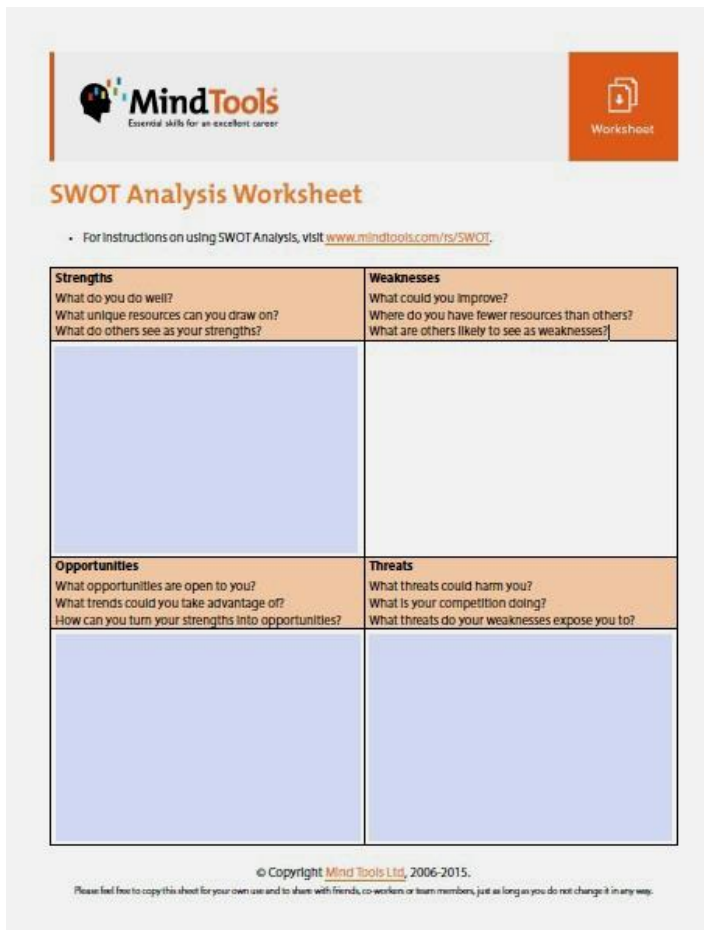 MindTools
Essential skills for an excellent career
Worksheet
SWOT Analysis Worksheet
• For instructions on using SWOT Analysis, visit www.mindtools.com/rs/SWOT.
Strengths
What do you do well?
What unique resources can you draw on?
What do others see as your strengths?
Weaknesses
What could you improve?
Where do you have fewer resources than others?
What are others likely to see as weaknesses?
Opportunities
What opportunities are open to you?
What trends could you take advantage of?
How can you turn your strengths into opportunities?
Threats
What threats could harm you?
What is your competition doing?
What threats do your weaknesses expose you to?
© Copyright Mind Tools Ltd, 2006-2015.
Please feel free to copy this sheet for your own use and to share with friends, co-workers or team members, just as long as you do not change it in any way.